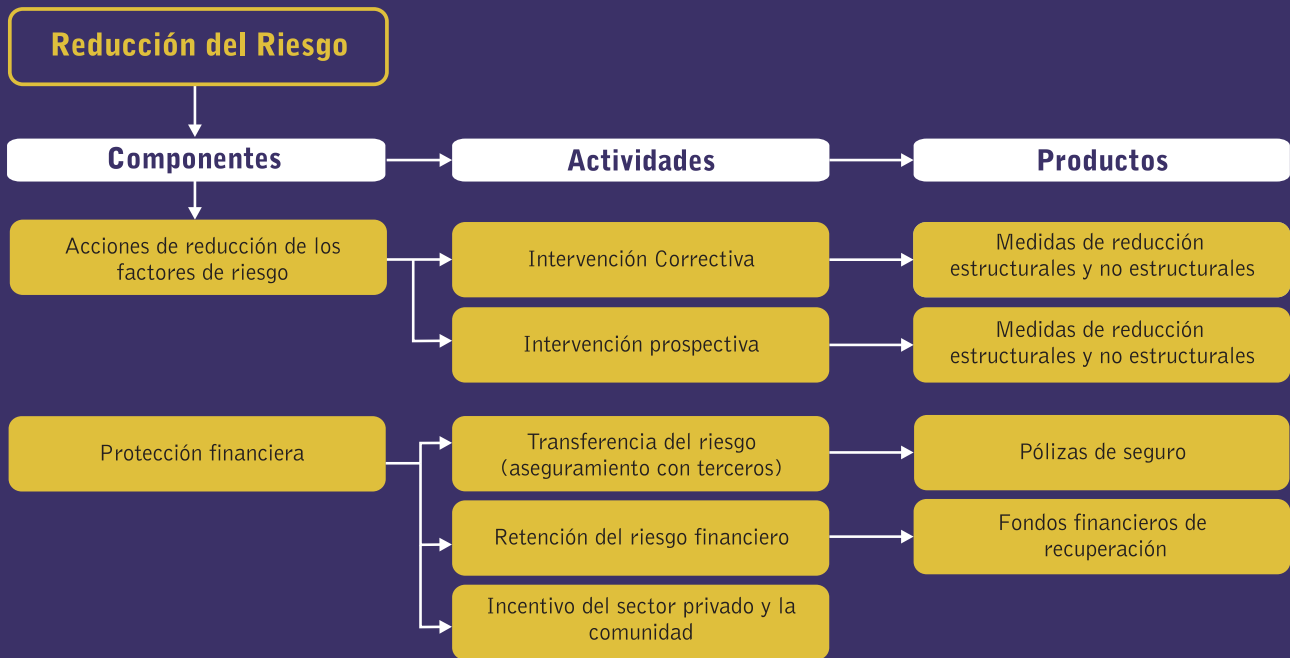 Reducción del Riesgo
Componentes
Actividades
Productos
Acciones de reducción de los
factores de riesgo
Intervención Correctiva
Medidas de reducción
estructurales y no estructurales
Intervención prospectiva
Medidas de reducción
estructurales y no estructurales
Protección financiera
Transferencia del riesgo
(aseguramiento con terceros)
Pólizas de seguro
Retención del riesgo financiero
Fondos financieros de
recuperación
Incentivo del sector privado y la
comunidad